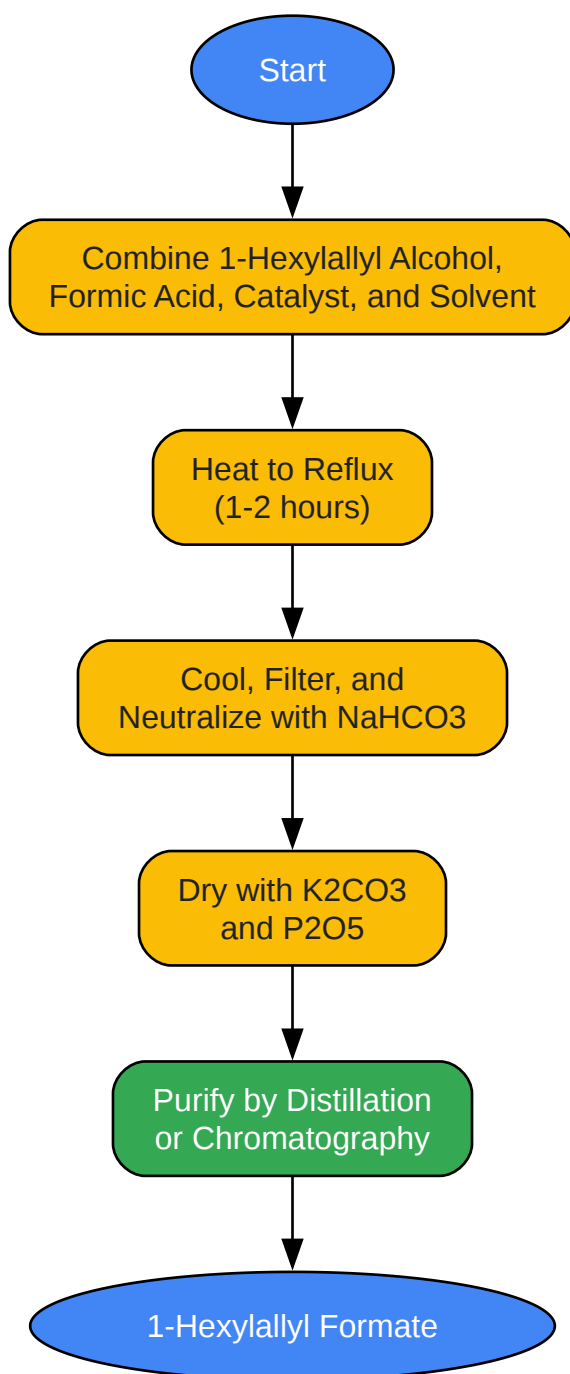 Start
Combine 1-Hexylallyl Alcohol,
Formic Acid, Catalyst, and Solvent
Heat to Reflux
(1-2 hours)
Cool, Filter, and
Neutralize with NaHCO3
Dry with K2CO3
and P2O5
Purify by Distillation
or Chromatography
1-Hexylallyl Formate